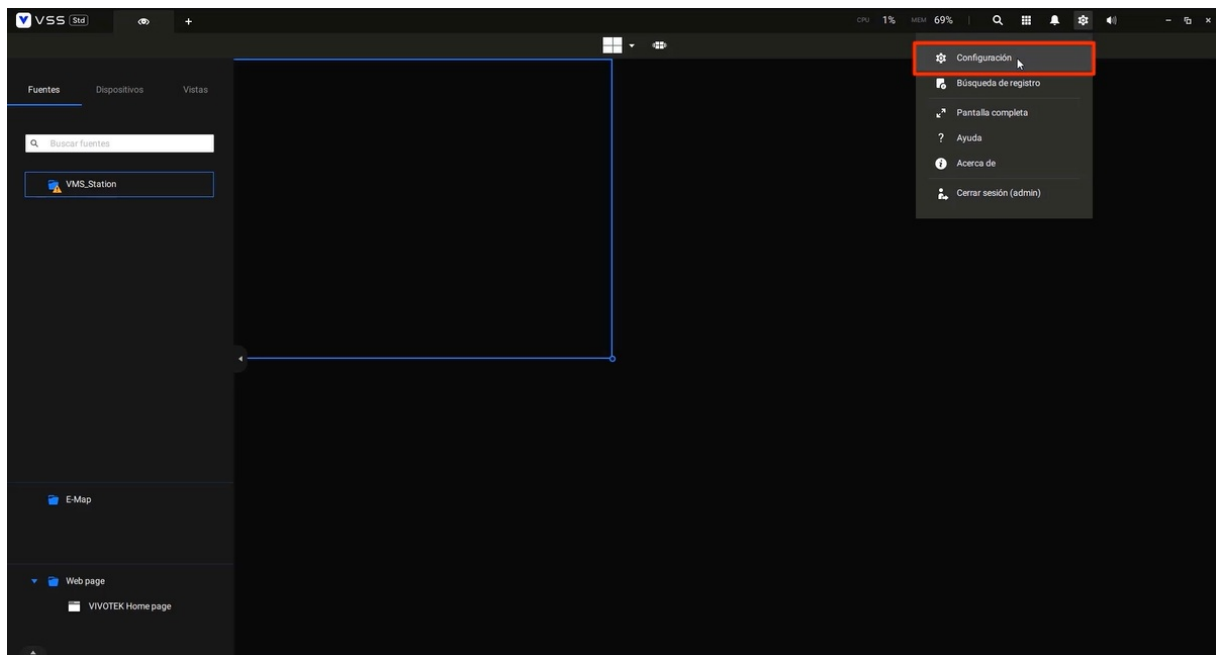 VSS Std
CPU 1% MEM 69%
Configuración
Fuentes Dispositivos Vistas
Búsqueda de registro
Pantalla completa
Buscar fuentes
? Ayuda
Acerca de
VMS_Station
Cerrar sesión (admin)
E-Map
Web page
VIVOTEK Home page